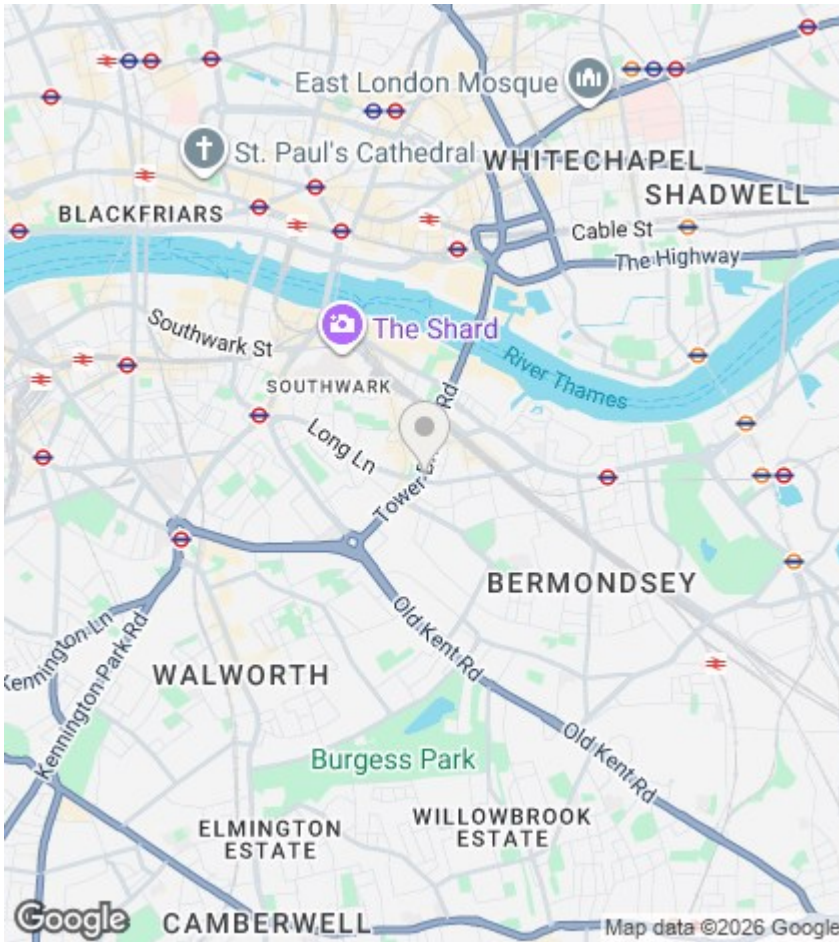 East London Mosque
St. Paul's Cathedral
WHITECHAPEL
SHADWELL
BLACKFRIARS
Cable St
The Highway
Southwark St
The Shard
River Thames
SOUTHWARK
Rd
Long Ln
Tower B
BERMONDSEY
Old Kent Rd
Kennington Ln
WALWORTH
Kennington Park Rd
Burgess Park
Old Kent Rd
WILLOWBROOK
ESTATE
ELMINGTON
ESTATE
Google
CAMBERWELL
Map data ©2026 Google